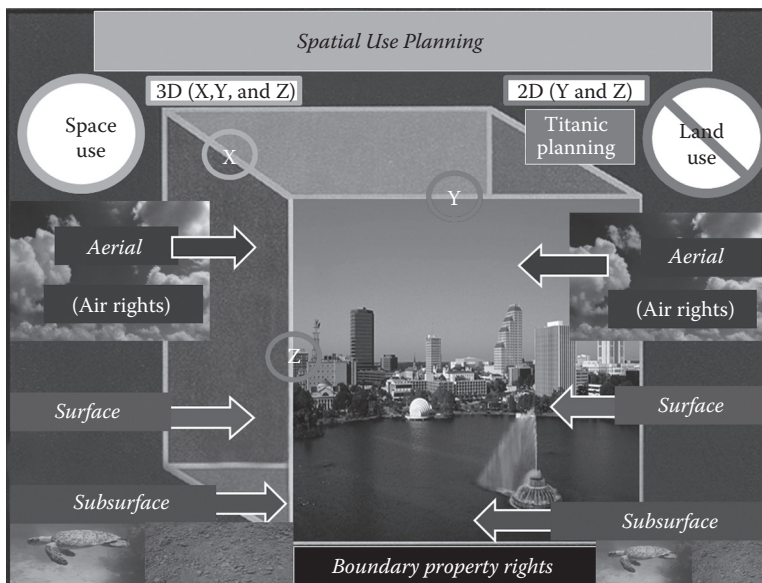 Spatial Use Planning
3D (X,Y, and Z)
2D (Y and Z)
Space
use
Titanic
planning
Land
use
X
Y
Aerial
(Air rights)
Aerial
(Air rights)
Z
Surface
Surface
Subsurface
Subsurface
Boundary property rights